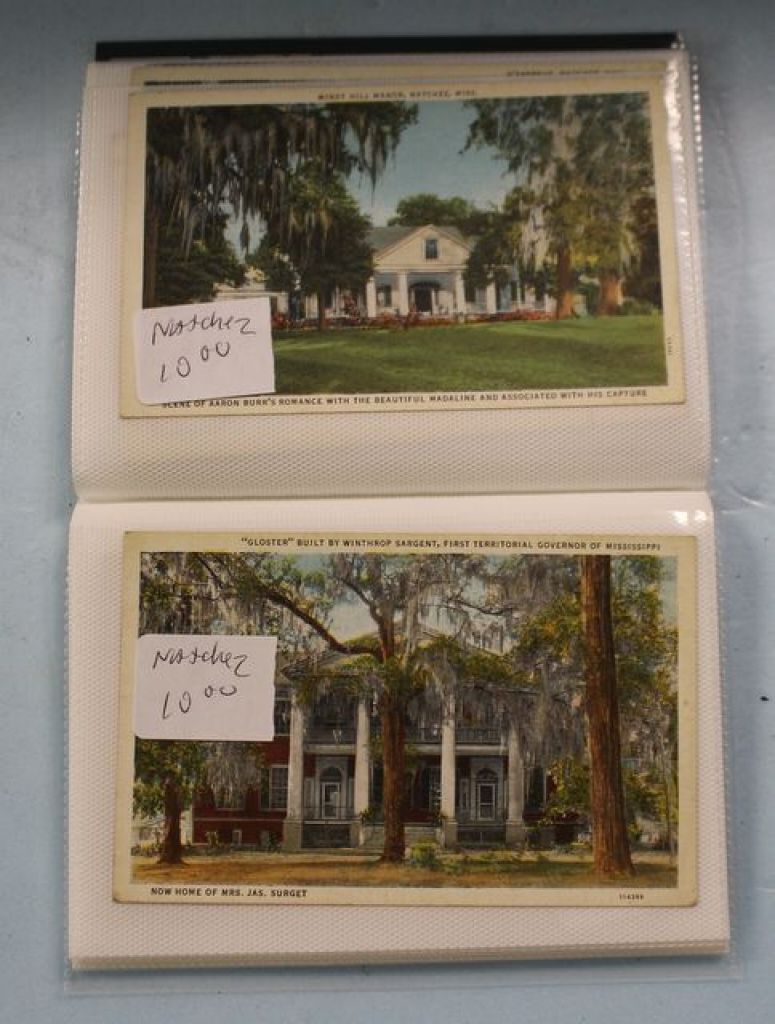 WINDY HILL MANOR, NATCHEZ, MISS.
Natchez
10 00
SCENE OF AARON BURR'S ROMANCE WITH THE BEAUTIFUL MADALINE AND ASSOCIATED WITH HIS CAPTURE
"GLOSTER" BUILT BY WINTHROP SARGENT, FIRST TERRITORIAL GOVERNOR OF MISSISSIPPI
Natchez
10 00
NOW HOME OF MRS. JAS. SURGET